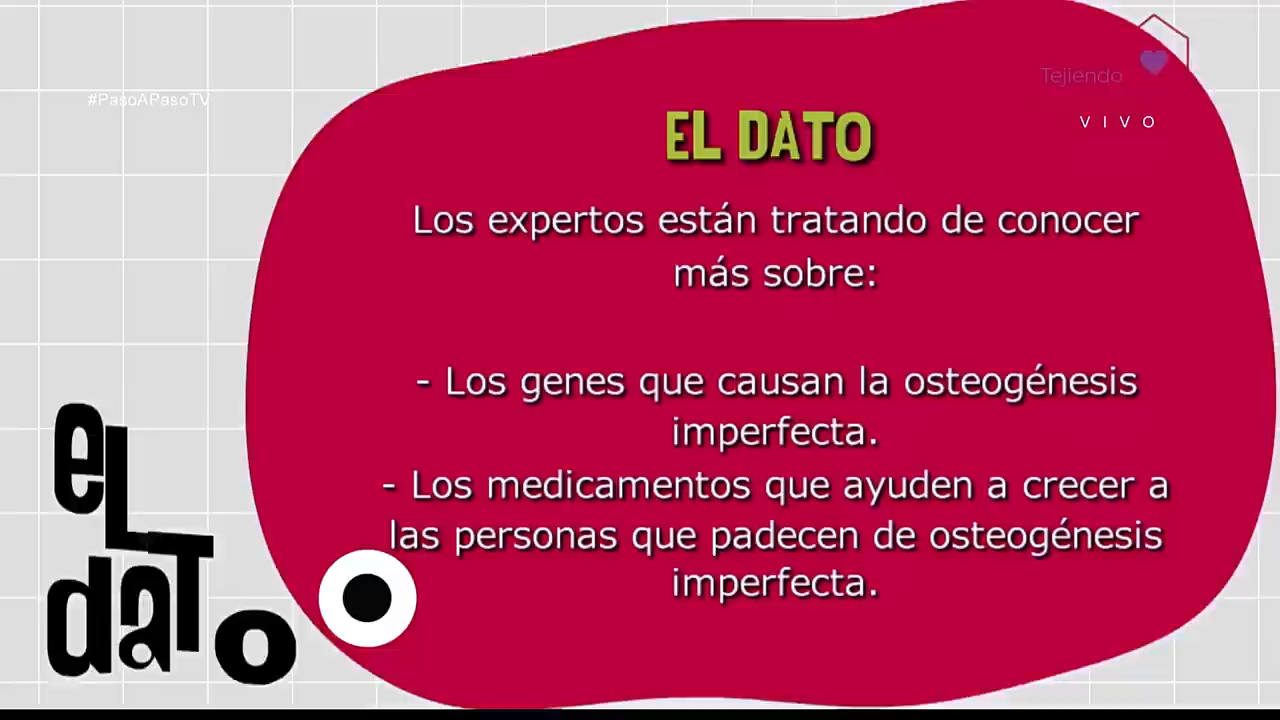 Tejiendo
#PasoAPasoTV
VIVO
EL DATO
Los expertos están tratando de conocer
más sobre:
- Los genes que causan la osteogénesis
imperfecta.
- Los medicamentos que ayuden a crecer a
las personas que padecen de osteogénesis
imperfecta.
eL
daTo